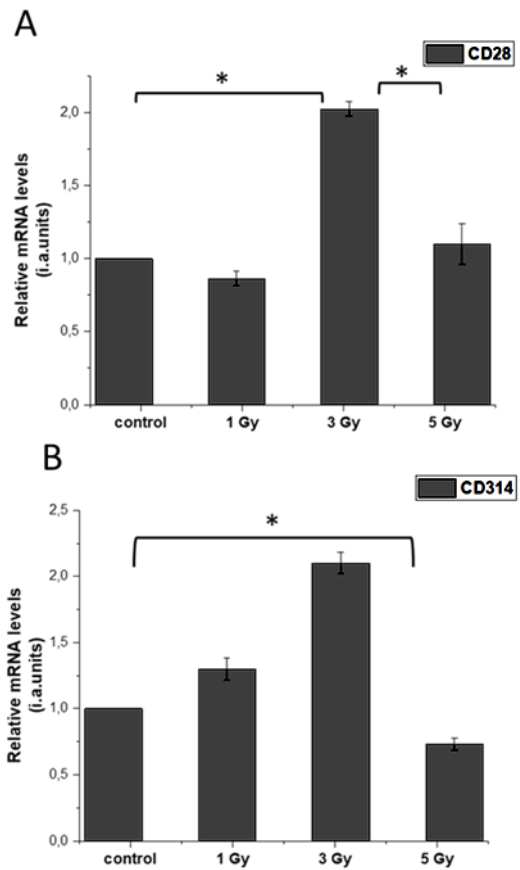 A
*
*
CD28
Relative mRNA levels
(i.a.units)
2,0
1,5
1,0
0,5
0,0
control
1 Gy
3 Gy
5 Gy
B
CD314
*
Relative mRNA levels
(i.a.units)
2,5
2,0
1,5
1,0
0,5
0,0
control
1 Gy
3 Gy
5 Gy